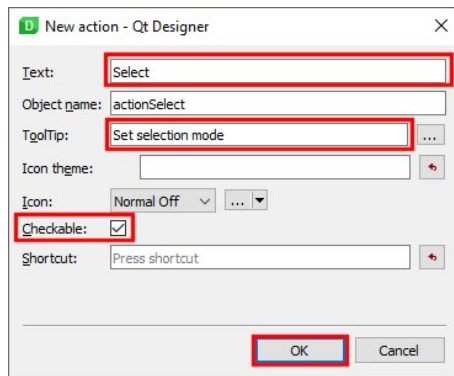 New action - Qt Designer
Text: Select
Object name: actionSelect
ToolTip: Set selection mode ...
Icon theme:
Icon: Normal Off ...
Checkable:
Shortcut: Press shortcut
OK Cancel